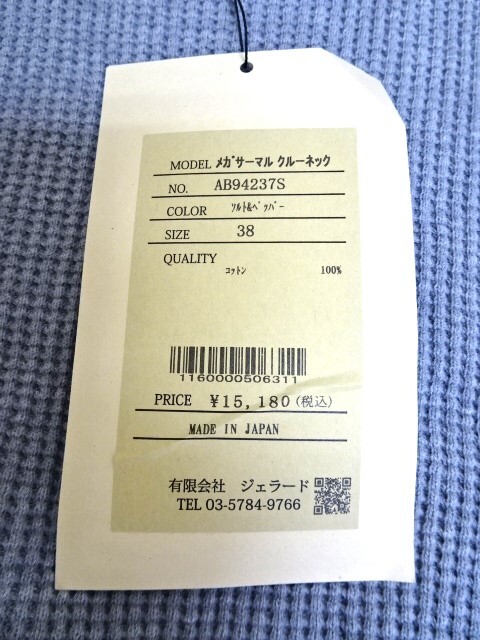 MODEL メガサーマル クルーネック
NO. AB94237S
COLOR ソルト&ペッパー
SIZE 38
QUALITY
コットン 100%
1160000506311
PRICE ¥15,180(税込)
MADE IN JAPAN
有限会社 ジェラード
TEL 03-5784-9766